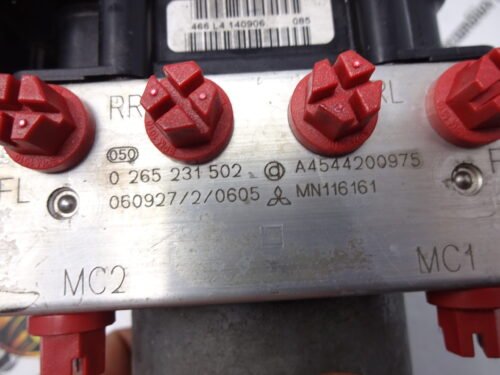 466 L4 140906 085
RR RL
050
0 265 231 502 A4544200975
FL F
060927/2/0605 MN116161
MC2 MC1